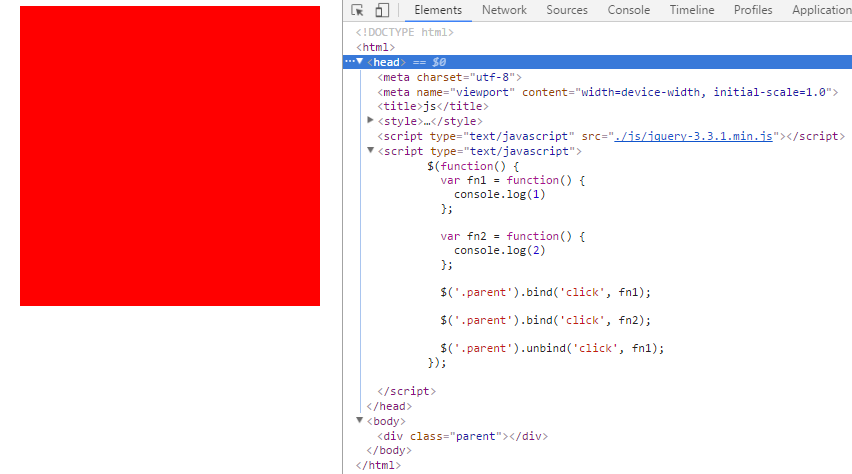 Elements Network Sources Console Timeline Profiles Application
<!DOCTYPE html>
<html>
<head> == $0
<meta charset="utf-8">
<meta name="viewport" content="width=device-width, initial-scale=1.0">
<title>js</title>
<style>…</style>
<script type="text/javascript" src="./js/jquery-3.3.1.min.js"></script>
<script type="text/javascript">
$(function() {
var fn1 = function() {
console.log(1)
};
var fn2 = function() {
console.log(2)
};
$('.parent').bind('click', fn1);
$('.parent').bind('click', fn2);
$('.parent').unbind('click', fn1);
});
</script>
</head>
<body>
<div class="parent"></div>
</body>
</html>